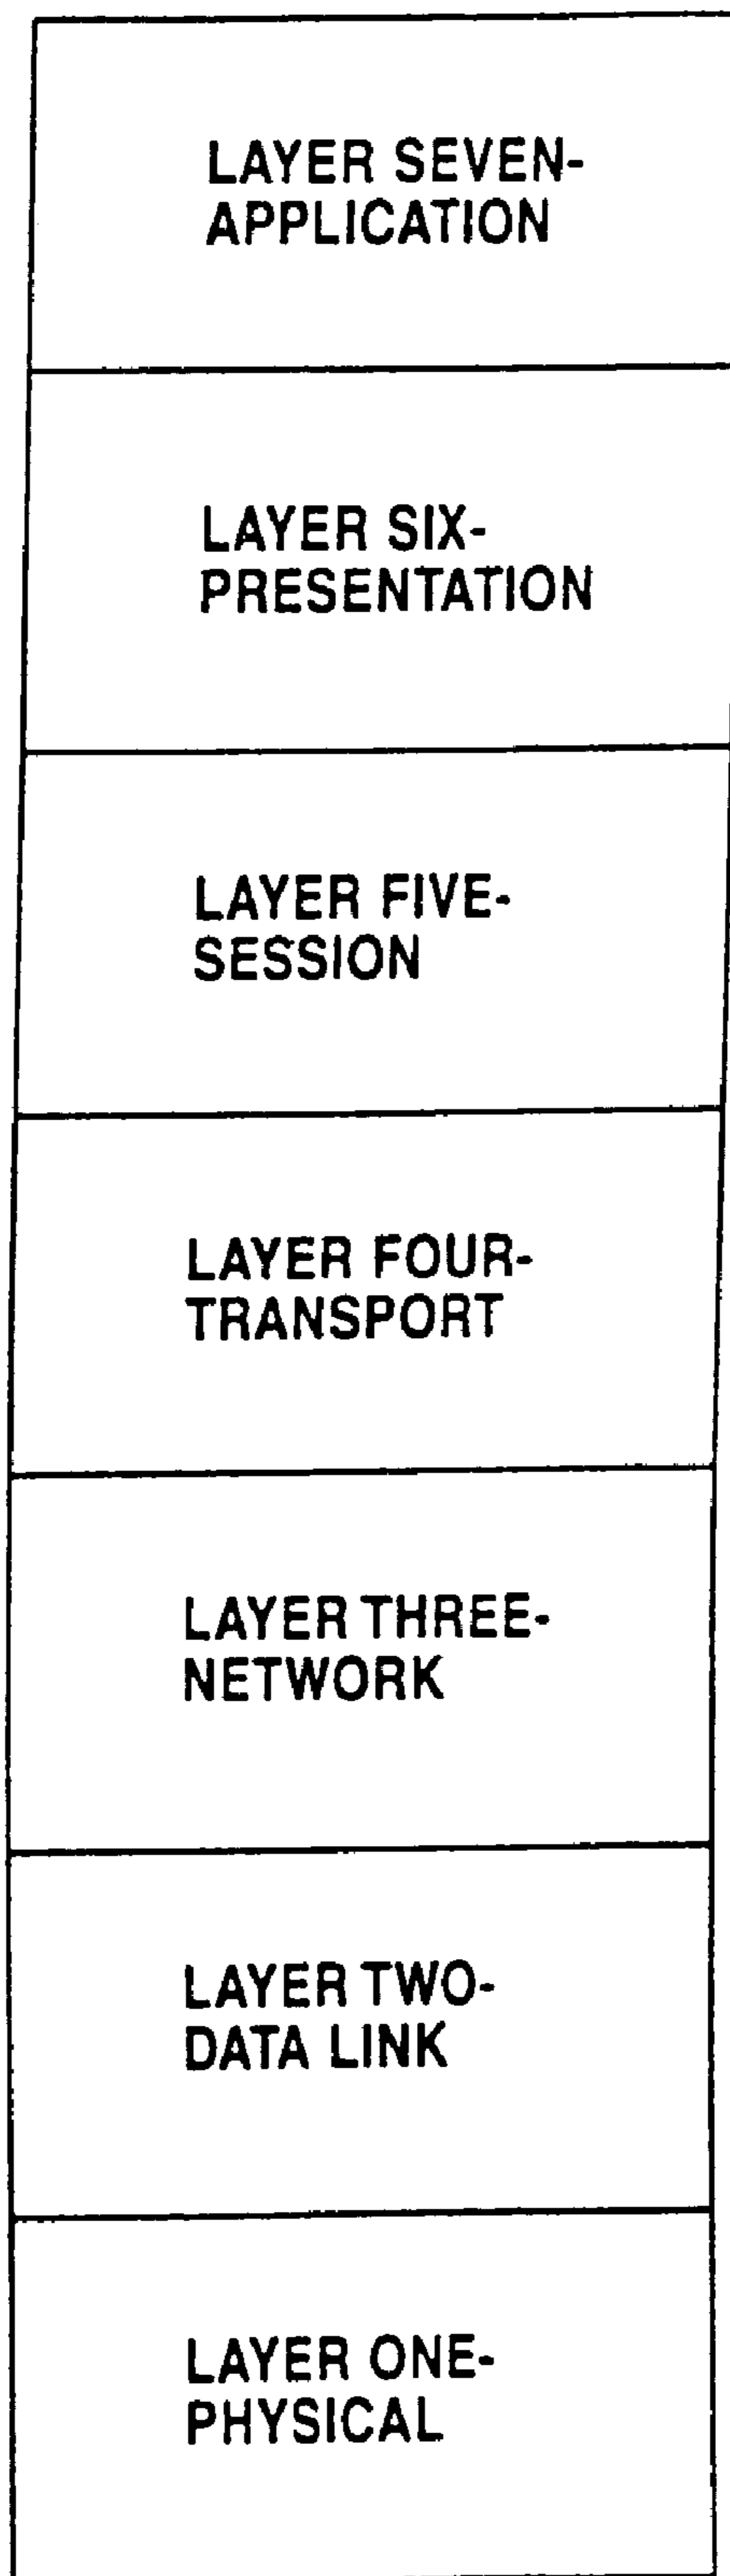 LAYER SEVEN-
APPLICATION
LAYER SIX-
PRESENTATION
LAYER FIVE-
SESSION
LAYER FOUR-
TRANSPORT
LAYER THREE-
NETWORK
LAYER TWO-
DATA LINK
LAYER ONE-
PHYSICAL